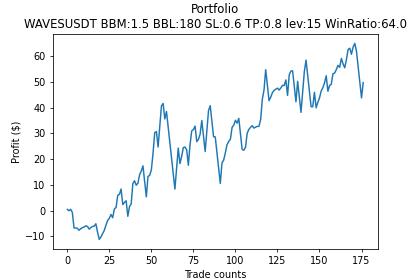 Portfolio
WAVESUSDT BBM:1.5 BBL:180 SL:0.6 TP:0.8 lev:15 WinRatio:64.0
60
50
40
30
20
10
0
−10
Profit ($)
0 25 50 75 100 125 150 175
Trade counts